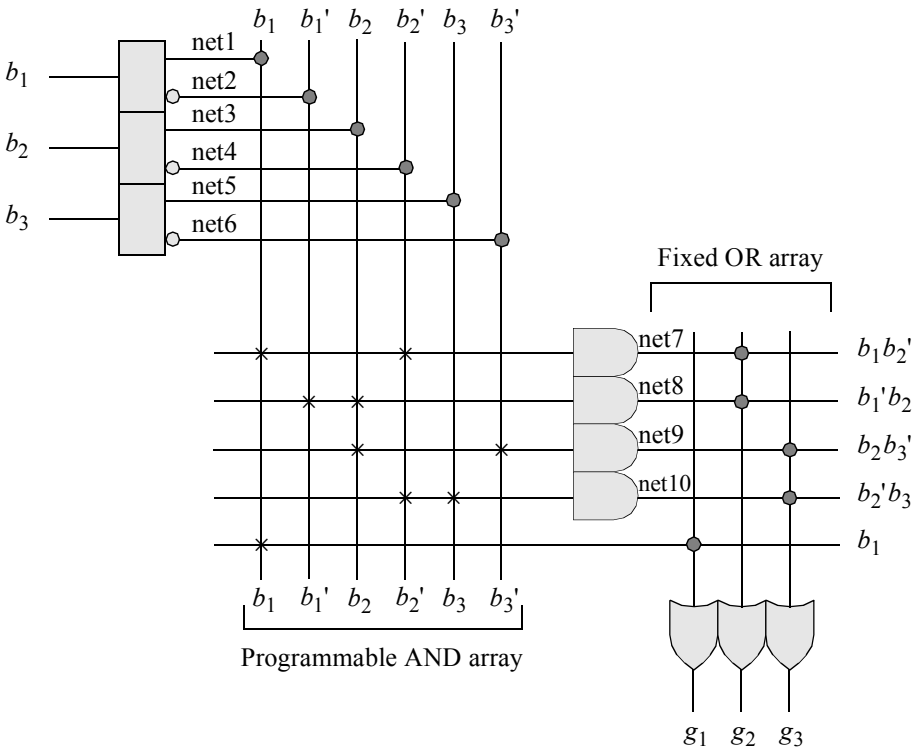 b₁ b₁' b₂ b₂' b₃ b₃'
net1
b₁
net2
net3
b₂
net4
net5
b₃
net6
Fixed OR array
net7 b₁b₂'
net8 b₁'b₂
net9 b₂b₃'
net10 b₂'b₃
b₁
b₁ b₁' b₂ b₂' b₃ b₃'
Programmable AND array
g₁ g₂ g₃